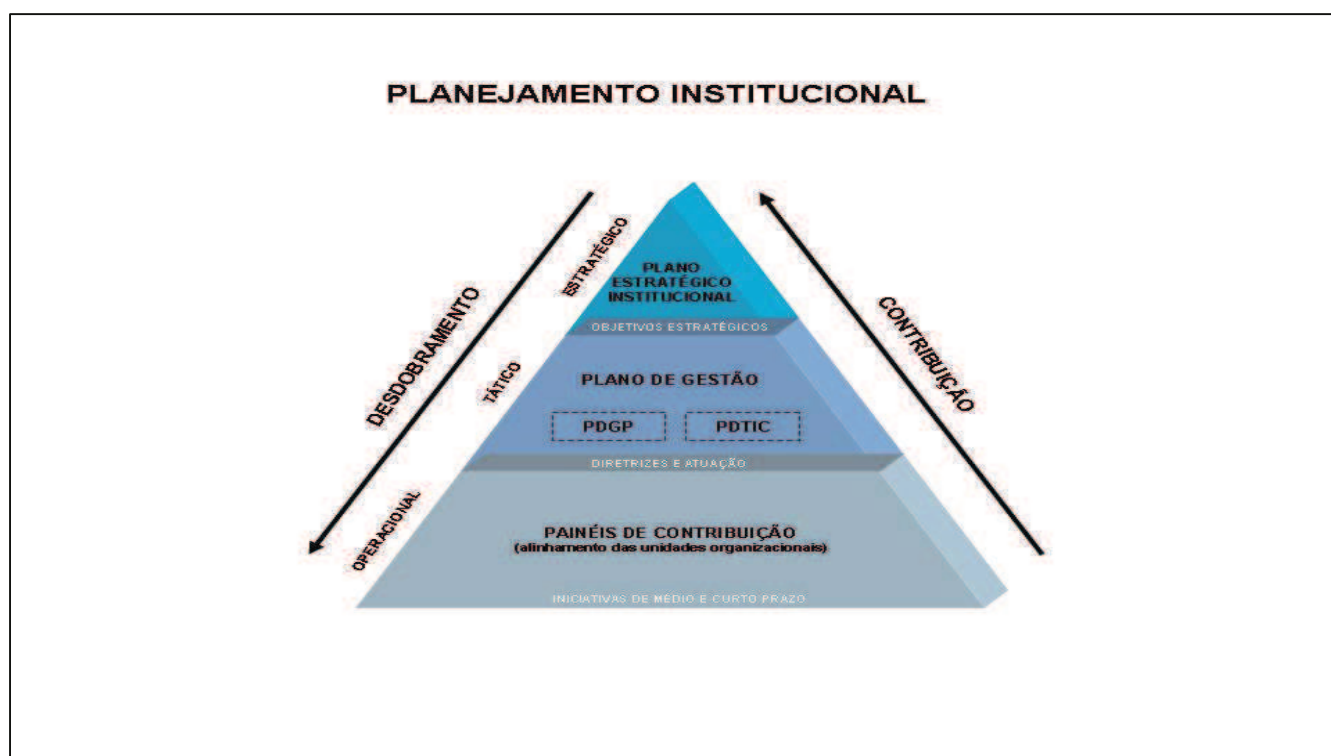 PLANEJAMENTO INSTITUCIONAL
DESDOBRAMENTO
ESTRATÉGICO
TÁTICO
OPERACIONAL
PLANO
ESTRATÉGICO
INSTITUCIONAL
OBJETIVOS ESTRATÉGICOS
PLANO DE GESTÃO
PDGP
PDTIC
DIRETRIZES E ATUAÇÃO
PAINÉIS DE CONTRIBUIÇÃO
(alinhamento das unidades organizacionais)
INICIATIVAS DE MÉDIO E CURTO PRAZO
CONTRIBUIÇÃO